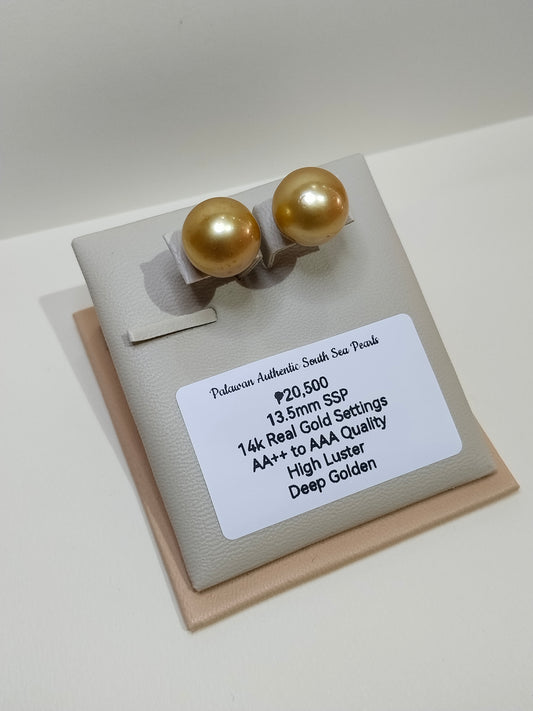 Palawan Authentic South Sea Pearls
₱20,500
13.5mm SSP
14k Real Gold Settings
AA++ to AAA Quality
High Luster
Deep Golden